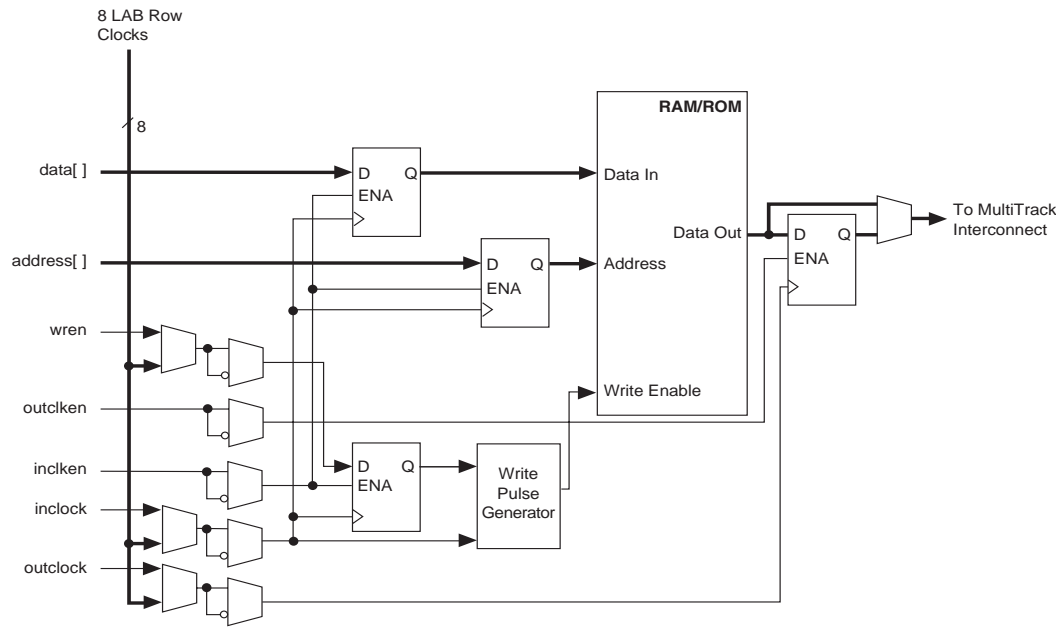 8 LAB Row
Clocks
8
RAM/ROM
data[ ]
D Q
Data In
ENA
To MultiTrack
Interconnect
Data Out
D Q
address[ ]
D Q
Address
ENA
ENA
wren
Write Enable
outclken
inclken
D Q
ENA
Write
Pulse
Generator
inclock
outclock